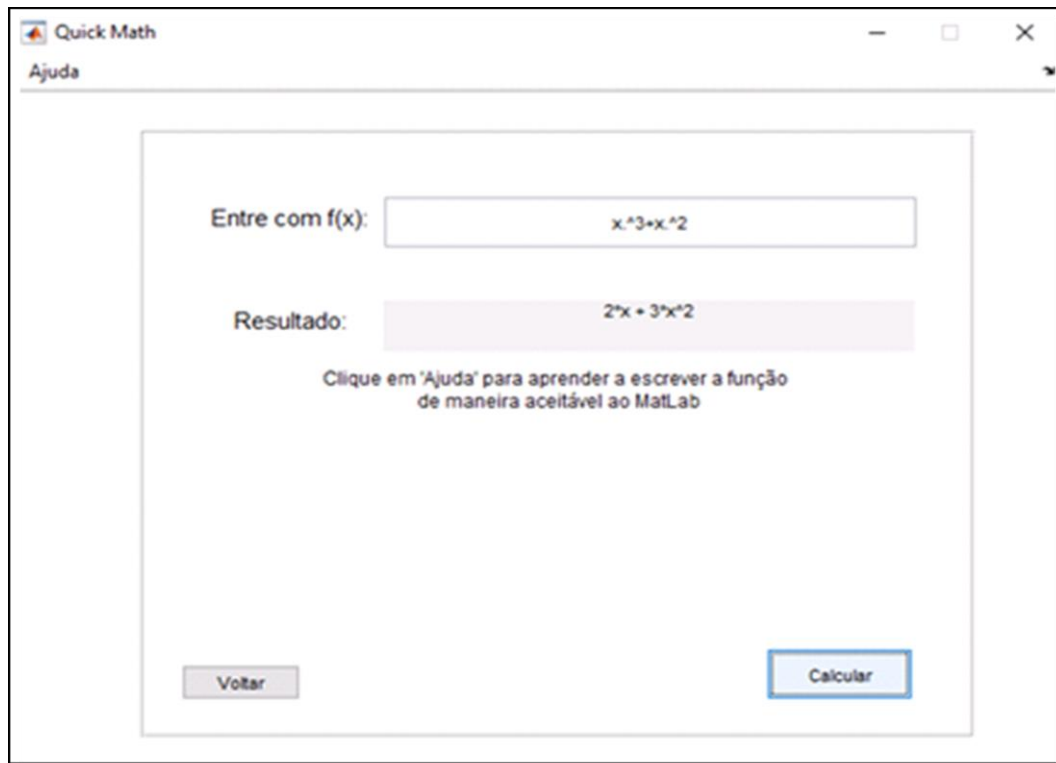 Quick Math
Ajuda
Entre com f(x):
x.^3+x.^2
Resultado:
2*x + 3*x^2
Clique em 'Ajuda' para aprender a escrever a função
de maneira aceitável ao MatLab
Voltar
Calcular